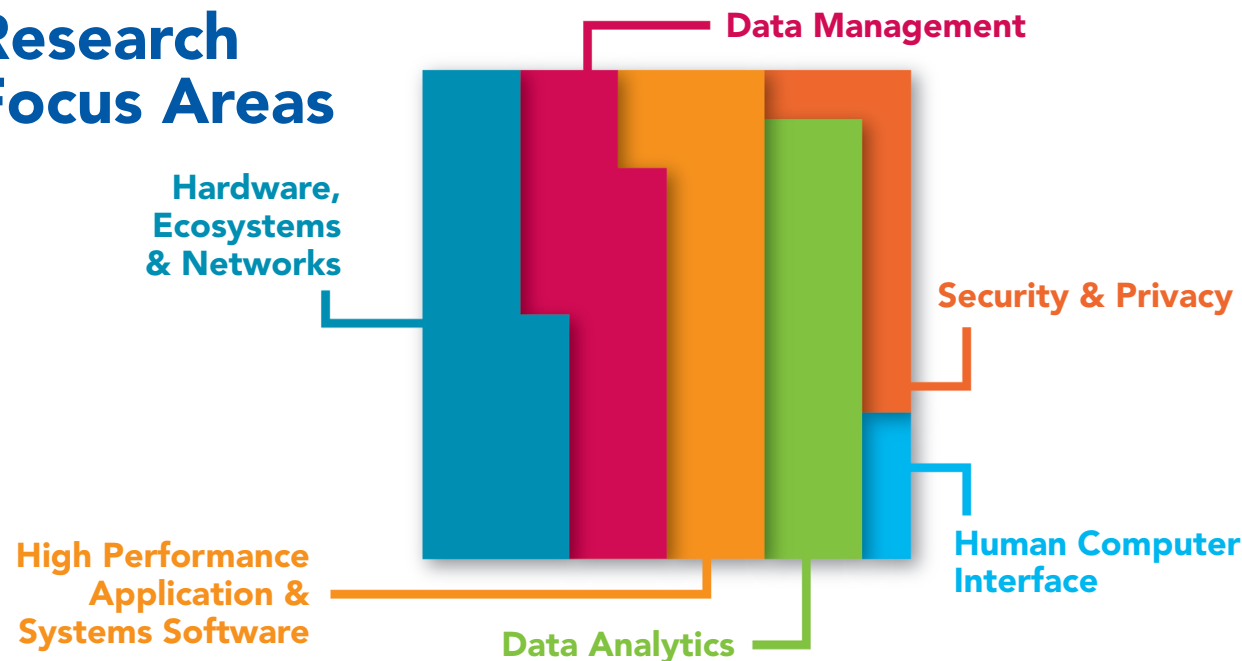 Research
Focus Areas
Data Management
Hardware,
Ecosystems
& Networks
Security & Privacy
High Performance
Application &
Systems Software
Human Computer
Interface
Data Analytics